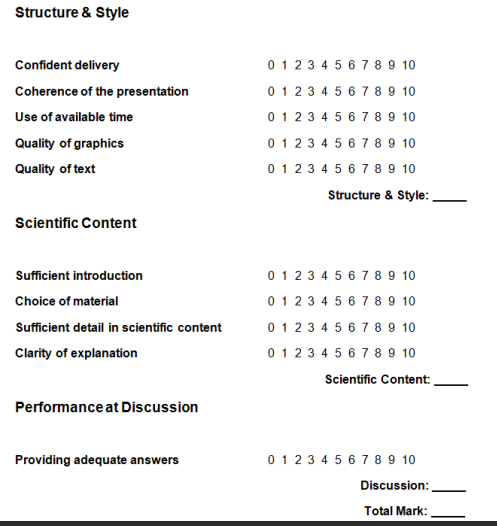 Structure & Style
Confident delivery 0 1 2 3 4 5 6 7 8 9 10
Coherence of the presentation 0 1 2 3 4 5 6 7 8 9 10
Use of available time 0 1 2 3 4 5 6 7 8 9 10
Quality of graphics 0 1 2 3 4 5 6 7 8 9 10
Quality of text 0 1 2 3 4 5 6 7 8 9 10
Structure & Style: _____
Scientific Content
Sufficient introduction 0 1 2 3 4 5 6 7 8 9 10
Choice of material 0 1 2 3 4 5 6 7 8 9 10
Sufficient detail in scientific content 0 1 2 3 4 5 6 7 8 9 10
Clarity of explanation 0 1 2 3 4 5 6 7 8 9 10
Scientific Content: _____
Performance at Discussion
Providing adequate answers 0 1 2 3 4 5 6 7 8 9 10
Discussion: _____
Total Mark: _____